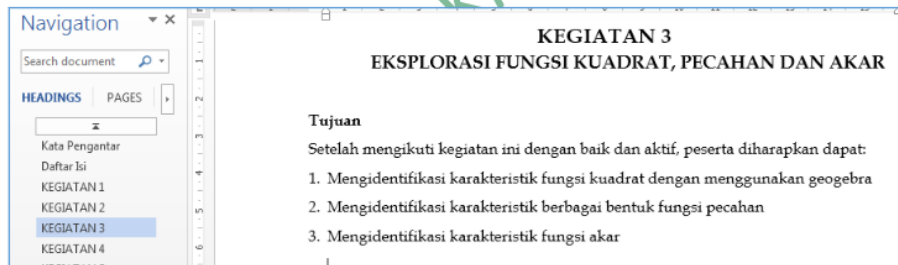 Navigation
Search document
HEADINGS PAGES
Kata Pengantar
Daftar Isi
KEGIATAN 1
KEGIATAN 2
KEGIATAN 3
KEGIATAN 4
KEGIATAN 3
EKSPLORASI FUNGSI KUADRAT, PECAHAN DAN AKAR
Tujuan
Setelah mengikuti kegiatan ini dengan baik dan aktif, peserta diharapkan dapat:
1. Mengidentifikasi karakteristik fungsi kuadrat dengan menggunakan geogebra
2. Mengidentifikasi karakteristik berbagai bentuk fungsi pecahan
3. Mengidentifikasi karakteristik fungsi akar